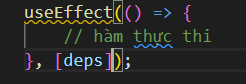 useEffect(() => {
    // hàm thực thi
}, [deps]);